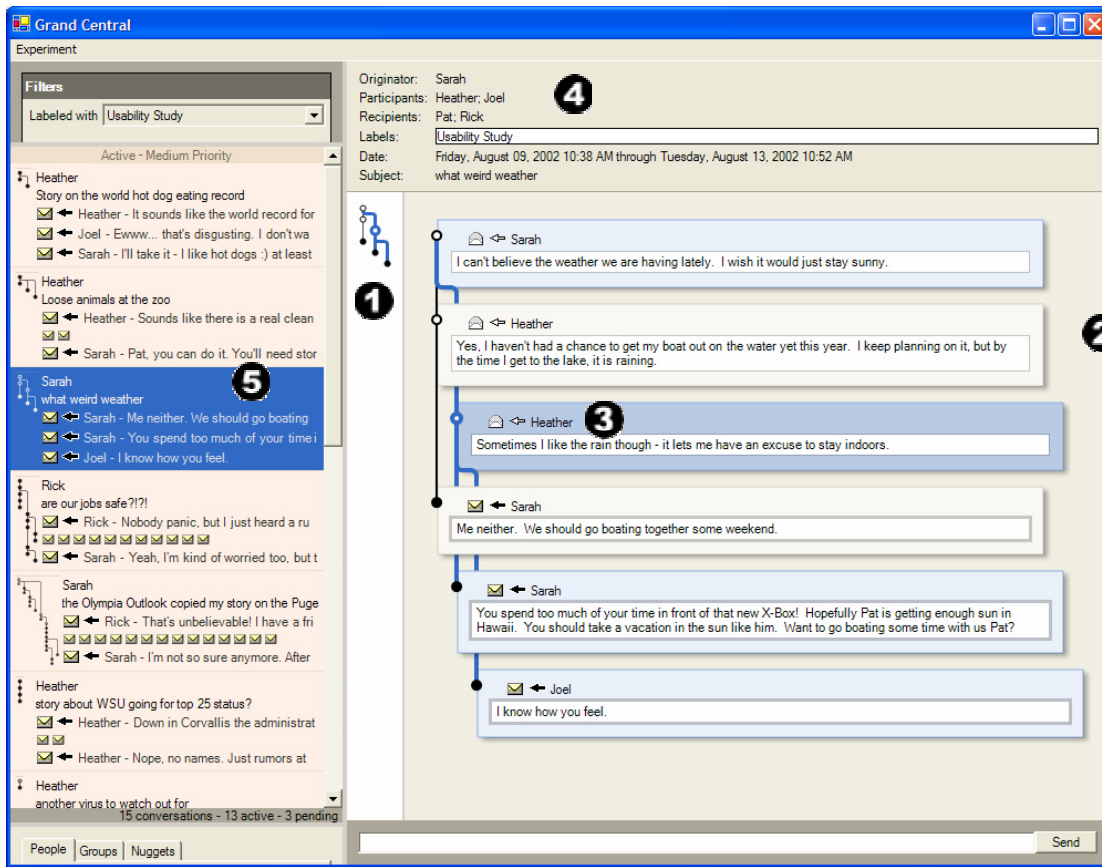 Grand Central
Experiment
Filters
Labeled with Usability Study
Active - Medium Priority
Heather
Story on the world hot dog eating record
Heather - It sounds like the world record for
Joel - Ewww... that's disgusting. I don't wa
Sarah - I'll take it - I like hot dogs :) at least
Heather
Loose animals at the zoo
Heather - Sounds like there is a real clean
Sarah - Pat, you can do it. You'll need stor
Sarah
5
what weird weather
Sarah - Me neither. We should go boating
Sarah - You spend too much of your time i
Joel - I know how you feel.
Rick
are our jobs safe?!?!
Rick - Nobody panic, but I just heard a ru
Sarah - Yeah, I'm kind of worried too, but t
Sarah
the Olympia Outlook copied my story on the Puge
Rick - That's unbelievable! I have a fri
Sarah - I'm not so sure anymore. After
Heather
story about WSU going for top 25 status?
Heather - Down in Corvallis the administrat
Heather - Nope, no names. Just rumors at
Heather
another virus to watch out for
15 conversations - 13 active - 3 pending
People Groups Nuggets
Originator: Sarah
Participants: Heather; Joel
4
Recipients: Pat; Rick
Labels: Usability Study
Date: Friday, August 09, 2002 10:38 AM through Tuesday, August 13, 2002 10:52 AM
Subject: what weird weather
1
Sarah
I can't believe the weather we are having lately. I wish it would just stay sunny.
Heather
2
Yes, I haven't had a chance to get my boat out on the water yet this year. I keep planning on it, but by
the time I get to the lake, it is raining.
Heather 3
Sometimes I like the rain though - it lets me have an excuse to stay indoors.
Sarah
Me neither. We should go boating together some weekend.
Sarah
You spend too much of your time in front of that new X-Box! Hopefully Pat is getting enough sun in
Hawaii. You should take a vacation in the sun like him. Want to go boating some time with us Pat?
Joel
I know how you feel.
Send